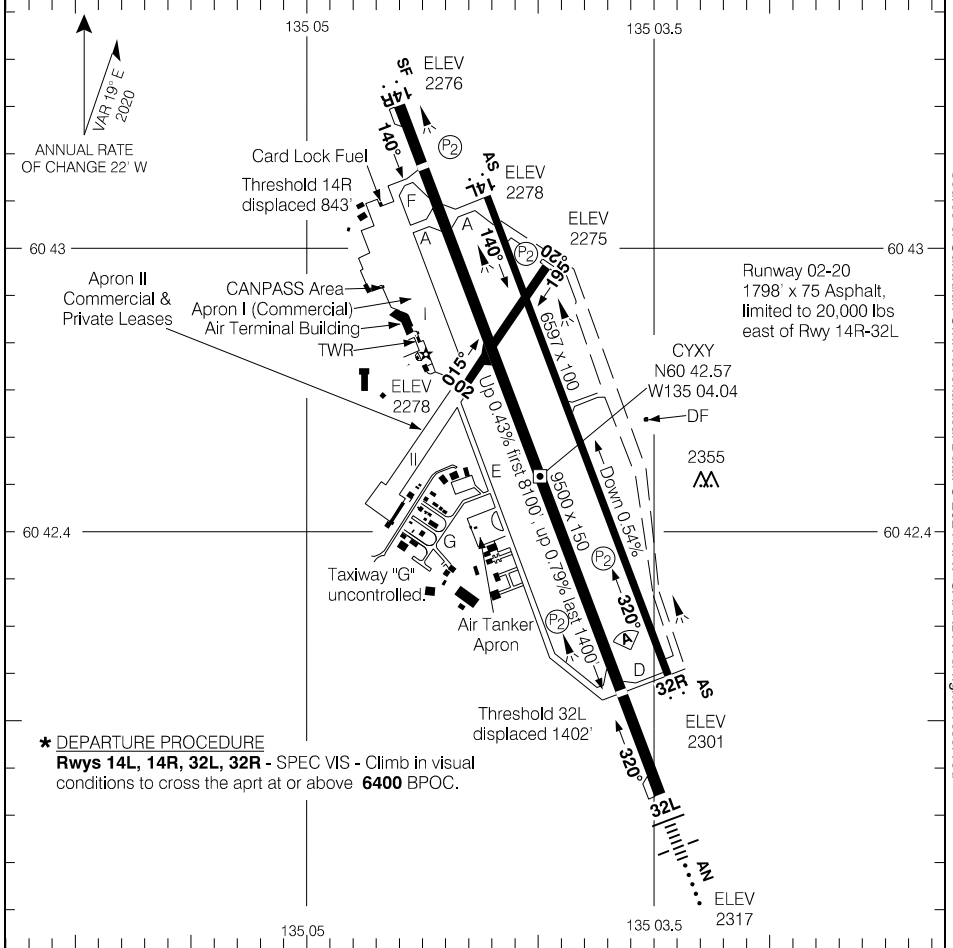 135 05
135 03.5
VAR 19° E
2020
ANNUAL RATE
OF CHANGE 22' W
SF
ELEV
2276
14R
140°
P2
Card Lock Fuel
Threshold 14R
displaced 843'
AS
ELEV
2278
14L
F
A
A
140°
ELEV
2275
P2
020
195°
60 43
60 43
Apron II
Commercial &
Private Leases
CANPASS Area
Apron I (Commercial)
Air Terminal Building
TWR
I
Runway 02-20
1798' x 75 Asphalt,
limited to 20,000 lbs
east of Rwy 14R-32L
6597 x 100
015°
02
ELEV
2278
CYXY
N60 42.57
W135 04.04
DF
2355
Up 0.43% first 8100', up 0.79% last 1400'
9500 x 150
Down 0.54%
II
E
60 42.4
60 42.4
G
Taxiway "G"
uncontrolled.
Air Tanker
Apron
P2
P2
320°
A
D
32R
AS
ELEV
2301
Threshold 32L
displaced 1402'
320°
32L
AN
ELEV
2317
* DEPARTURE PROCEDURE
Rwys 14L, 14R, 32L, 32R - SPEC VIS - Climb in visual
conditions to cross the aprt at or above 6400 BPOC.
135 05
135 03.5